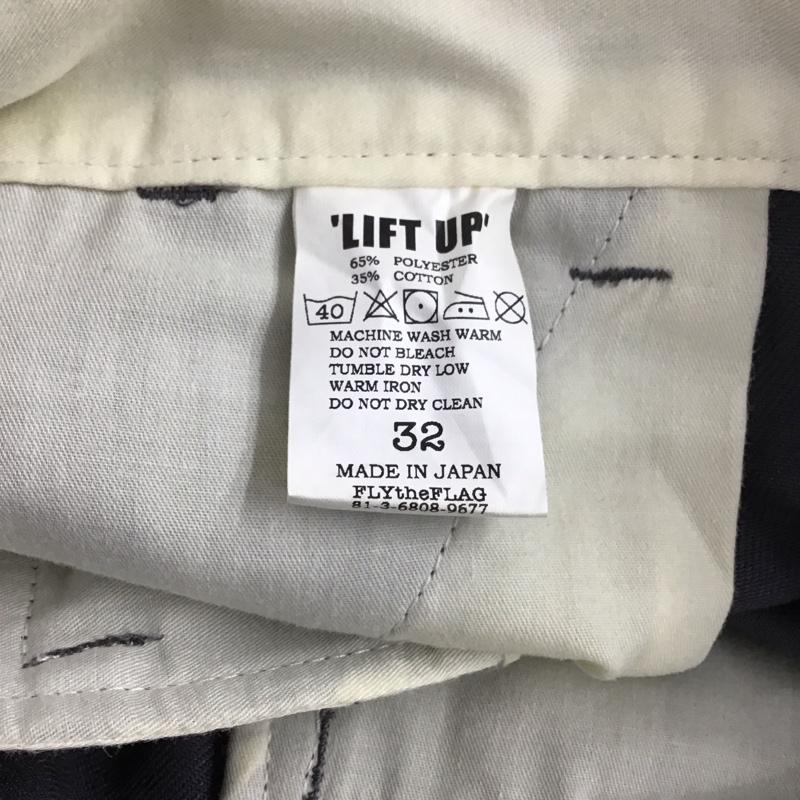 'LIFT UP'
65% POLYESTER
35% COTTON
40
MACHINE WASH WARM
DO NOT BLEACH
TUMBLE DRY LOW
WARM IRON
DO NOT DRY CLEAN
32
MADE IN JAPAN
FLYtheFLAG
81-3-6808-9677